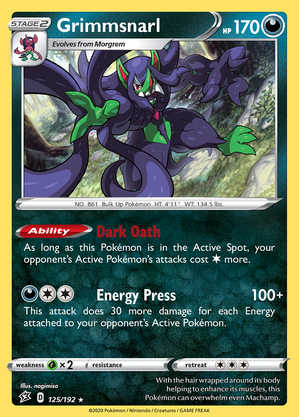 STAGE 2
Grimmsnarl
HP 170
Evolves from Morgrem
NO. 861 Bulk Up Pokémon HT: 4'11" WT: 134.5 lbs.
Ability Dark Oath
As long as this Pokémon is in the Active Spot, your
opponent's Active Pokémon's attacks cost more.
Energy Press 100+
This attack does 30 more damage for each Energy
attached to your opponent's Active Pokémon.
weakness ×2 resistance retreat
Illus. nagimiso
D 125/192 ★
With the hair wrapped around its body
helping to enhance its muscles, this
Pokémon can overwhelm even Machamp.
©2020 Pokémon / Nintendo / Creatures / GAME FREAK